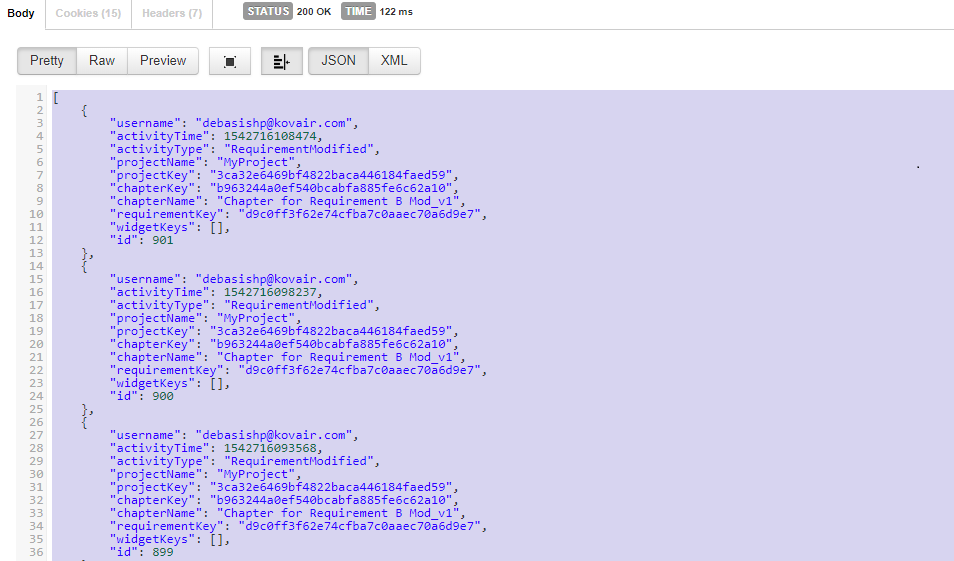 Body Cookies (15) Headers (7) STATUS 200 OK TIME 122 ms
Pretty Raw Preview JSON XML
1 [
2 {
3 "username": "debasishp@kovair.com",
4 "activityTime": 1542716108474,
5 "activityType": "RequirementModified",
6 "projectName": "MyProject",
7 "projectKey": "3ca32e6469bf4822baca446184faed59",
8 "chapterKey": "b963244a0ef540bcabfa885fe6c62a10",
9 "chapterName": "Chapter for Requirement B Mod_v1",
10 "requirementKey": "d9c0ff3f62e74cfba7c0aaec70a6d9e7",
11 "widgetKeys": [],
12 "id": 901
13 },
14 {
15 "username": "debasishp@kovair.com",
16 "activityTime": 1542716098237,
17 "activityType": "RequirementModified",
18 "projectName": "MyProject",
19 "projectKey": "3ca32e6469bf4822baca446184faed59",
20 "chapterKey": "b963244a0ef540bcabfa885fe6c62a10",
21 "chapterName": "Chapter for Requirement B Mod_v1",
22 "requirementKey": "d9c0ff3f62e74cfba7c0aaec70a6d9e7",
23 "widgetKeys": [],
24 "id": 900
25 },
26 {
27 "username": "debasishp@kovair.com",
28 "activityTime": 1542716093568,
29 "activityType": "RequirementModified",
30 "projectName": "MyProject",
31 "projectKey": "3ca32e6469bf4822baca446184faed59",
32 "chapterKey": "b963244a0ef540bcabfa885fe6c62a10",
33 "chapterName": "Chapter for Requirement B Mod_v1",
34 "requirementKey": "d9c0ff3f62e74cfba7c0aaec70a6d9e7",
35 "widgetKeys": [],
36 "id": 899